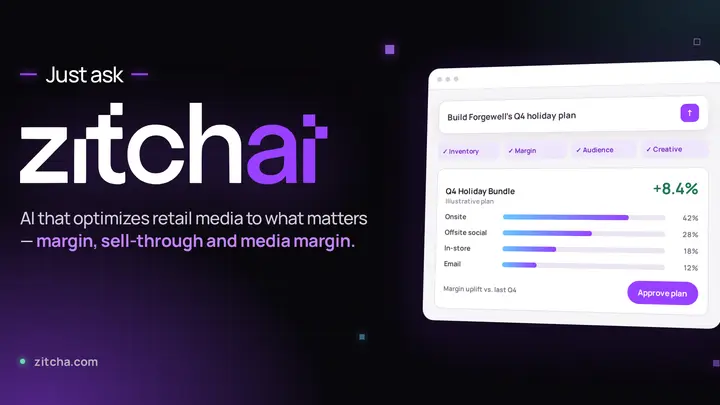 Just ask
zitchai
AI that optimizes retail media to what matters
— margin, sell-through and media margin.
zitcha.com
Build Forgewell's Q4 holiday plan
↑
✓ Inventory ✓ Margin ✓ Audience ✓ Creative
Q4 Holiday Bundle +8.4%
Illustrative plan
Onsite 42%
Offsite social 28%
In-store 18%
Email 12%
Margin uplift vs. last Q4 Approve plan